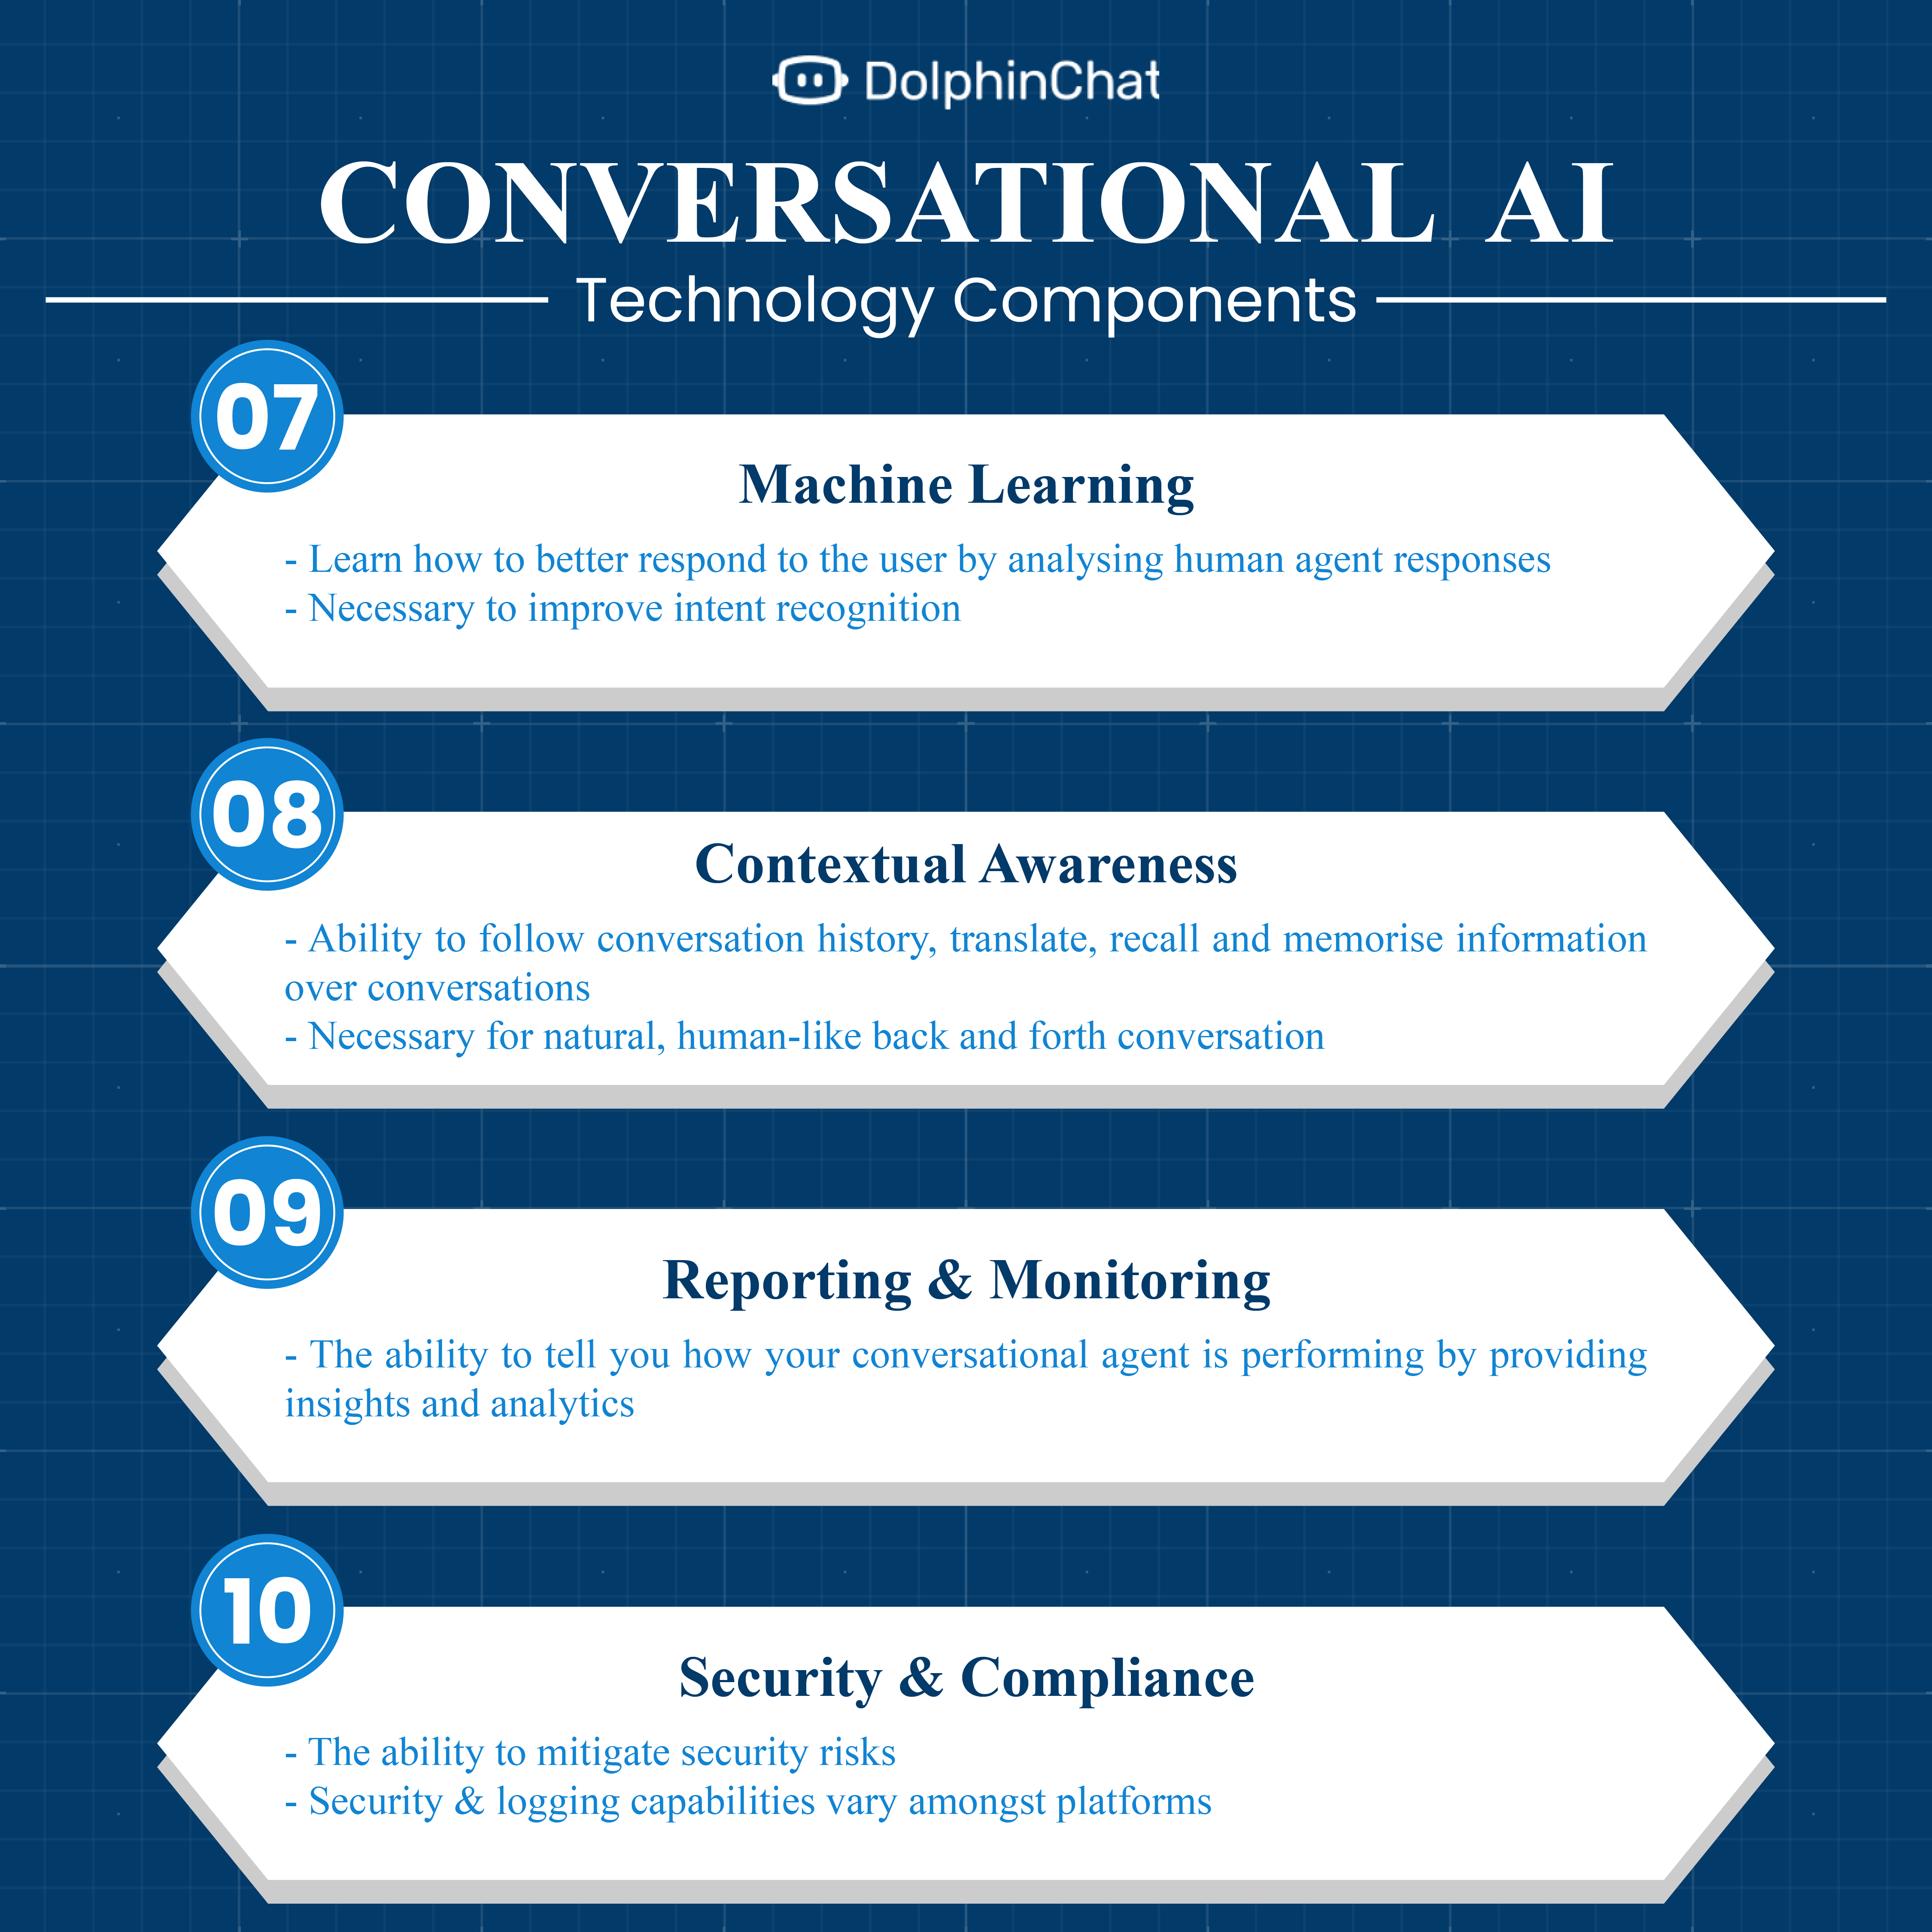 DolphinChat
CONVERSATIONAL AI
Technology Components
07
Machine Learning
- Learn how to better respond to the user by analysing human agent responses
- Necessary to improve intent recognition
08
Contextual Awareness
- Ability to follow conversation history, translate, recall and memorise information
over conversations
- Necessary for natural, human-like back and forth conversation
09
Reporting & Monitoring
- The ability to tell you how your conversational agent is performing by providing
insights and analytics
10
Security & Compliance
- The ability to mitigate security risks
- Security & logging capabilities vary amongst platforms